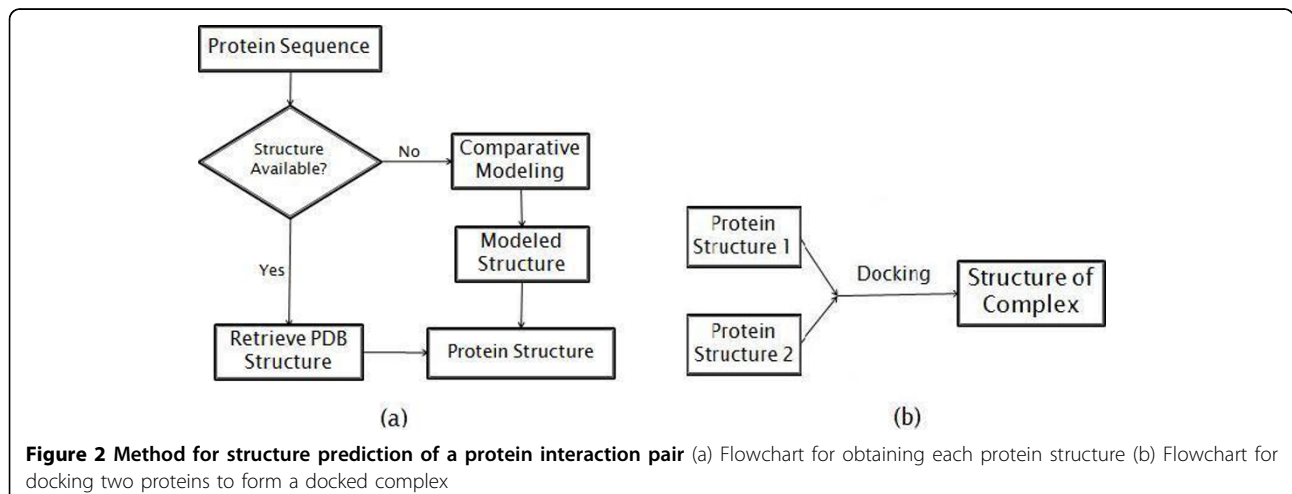 Protein Sequence
Structure
Available?
No
Comparative
Modeling
Modeled
Structure
Yes
Retrieve PDB
Structure
Protein Structure
(a)
Protein
Structure 1
Protein
Structure 2
Docking
Structure of
Complex
(b)
Figure 2 Method for structure prediction of a protein interaction pair (a) Flowchart for obtaining each protein structure (b) Flowchart for
docking two proteins to form a docked complex